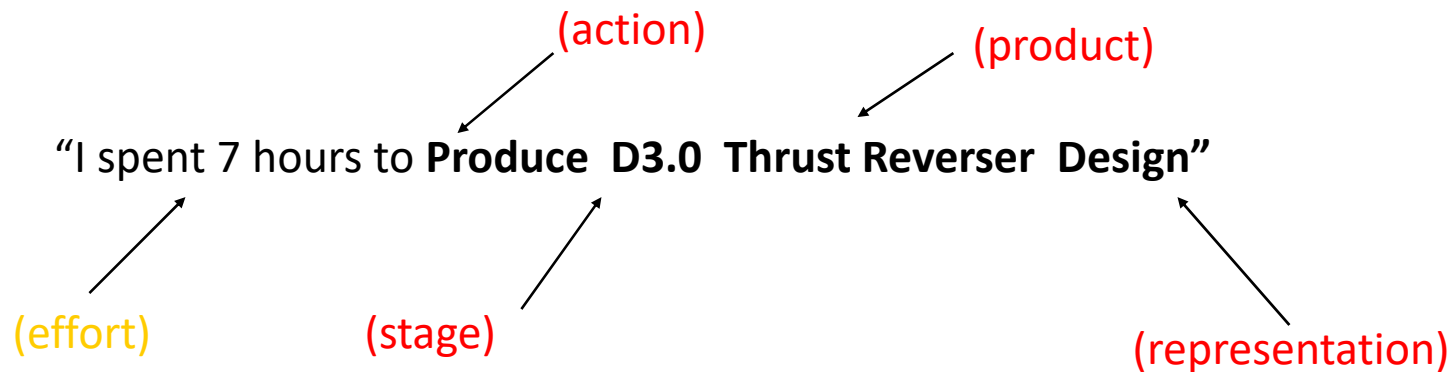 (action)
(product)
“I spent 7 hours to Produce D3.0 Thrust Reverser Design”
(effort)
(stage)
(representation)